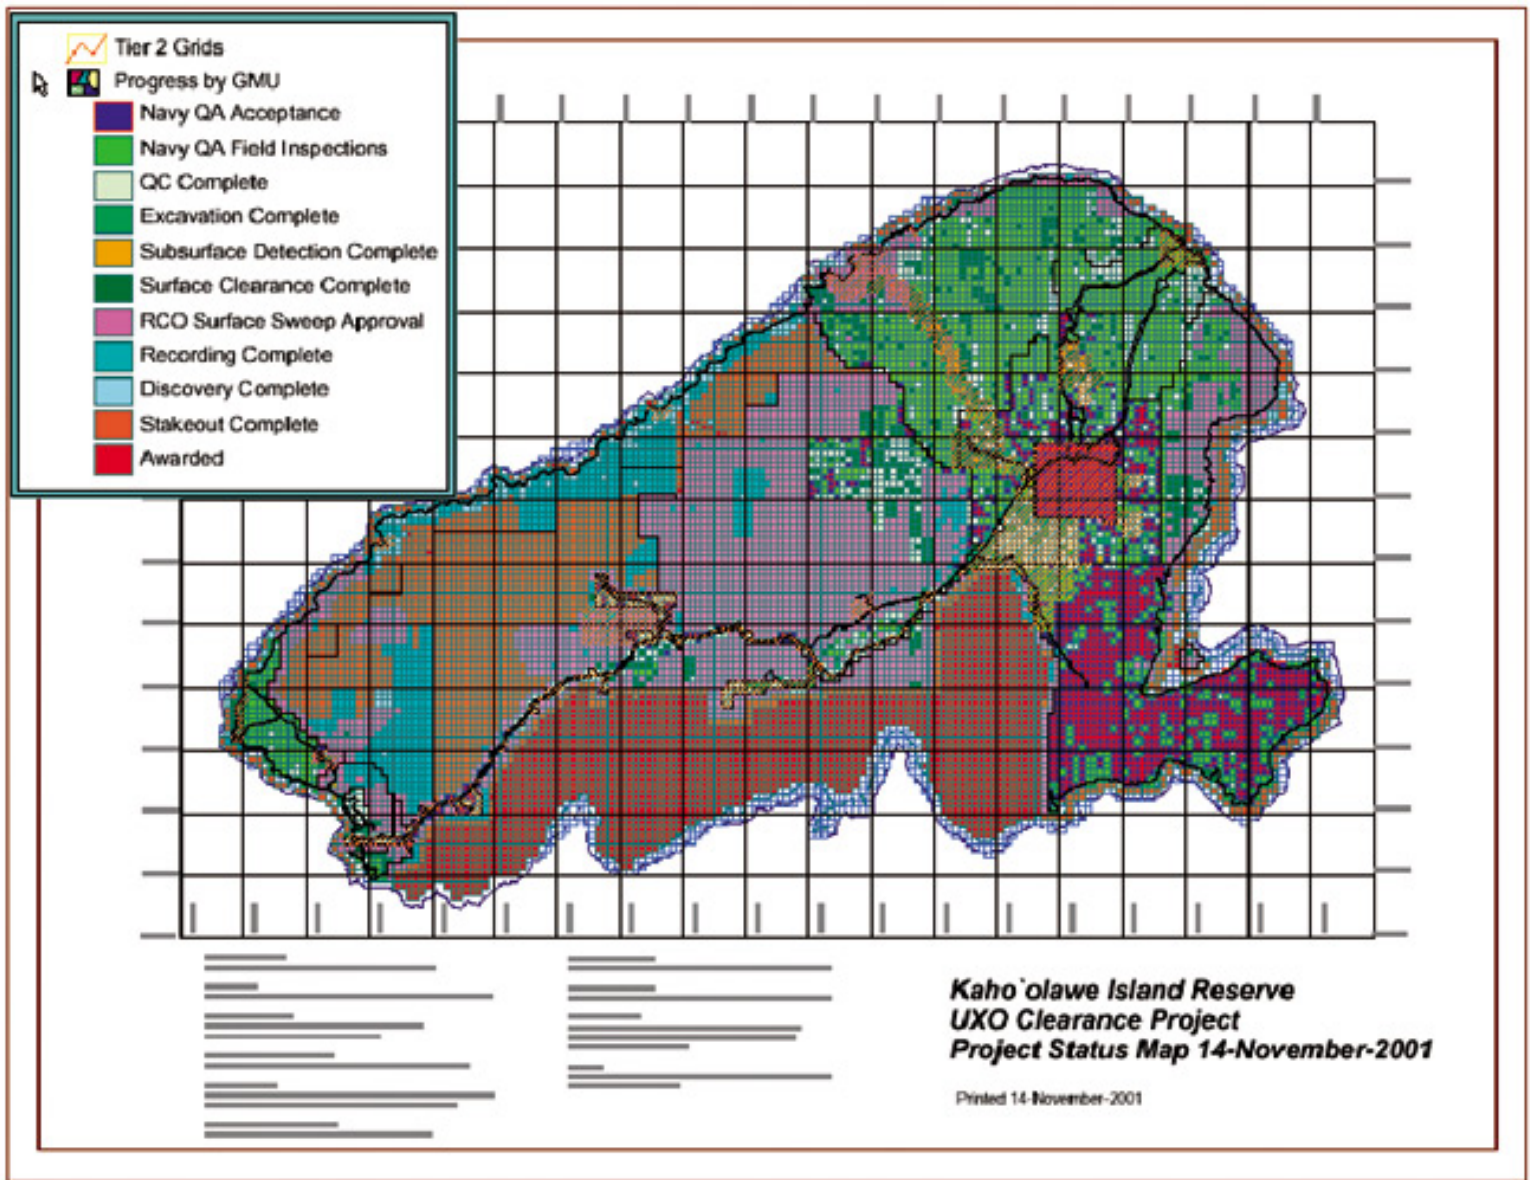 Tier 2 Grids
Progress by GMU
Navy QA Acceptance
Navy QA Field Inspections
QC Complete
Excavation Complete
Subsurface Detection Complete
Surface Clearance Complete
RCO Surface Sweep Approval
Recording Complete
Discovery Complete
Stakeout Complete
Awarded
Kaho`olawe Island Reserve
UXO Clearance Project
Project Status Map 14-November-2001
Printed 14-November-2001